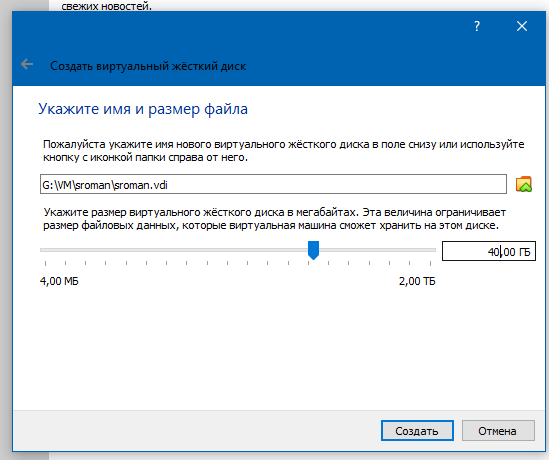 свежих новостей.
?
Создать виртуальный жёсткий диск
Укажите имя и размер файла
Пожалуйста укажите имя нового виртуального жёсткого диска в поле снизу или используйте
кнопку с иконкой папки справа от него.
G:\VM\sroman\sroman.vdi
Укажите размер виртуального жёсткого диска в мегабайтах. Эта величина ограничивает
размер файловых данных, которые виртуальная машина сможет хранить на этом диске.
40,00 ГБ
4,00 МБ 2,00 ТБ
Создать Отмена